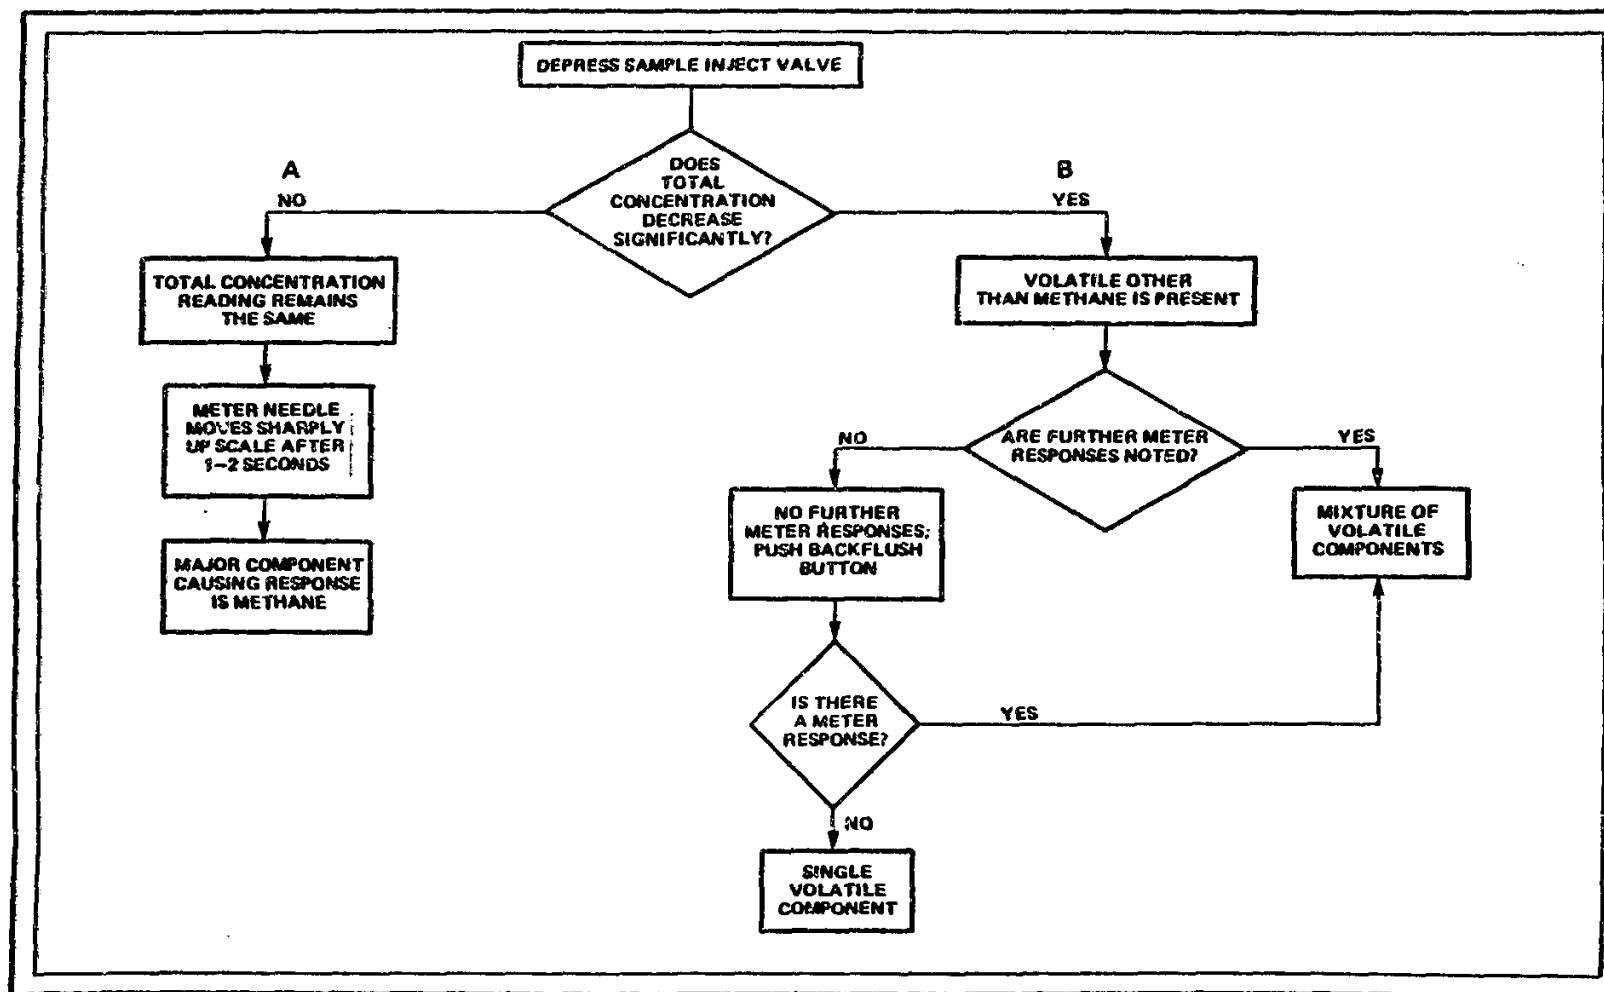 DEPRESS SAMPLE INJECT VALVE
DOES
TOTAL
CONCENTRATION
DECREASE
SIGNIFICANTLY?
A
NO
B
YES
TOTAL CONCENTRATION
READING REMAINS
THE SAME
METER NEEDLE
MOVES SHARPLY
UP SCALE AFTER
1-2 SECONDS
MAJOR COMPONENT
CAUSING RESPONSE
IS METHANE
VOLATILE OTHER
THAN METHANE IS PRESENT
ARE FURTHER METER
RESPONSES NOTED?
NO
YES
NO FURTHER
METER RESPONSES;
PUSH BACKFLUSH
BUTTON
MIXTURE OF
VOLATILE
COMPONENTS
IS THERE
A METER
RESPONSE?
YES
NO
SINGLE
VOLATILE
COMPONENT